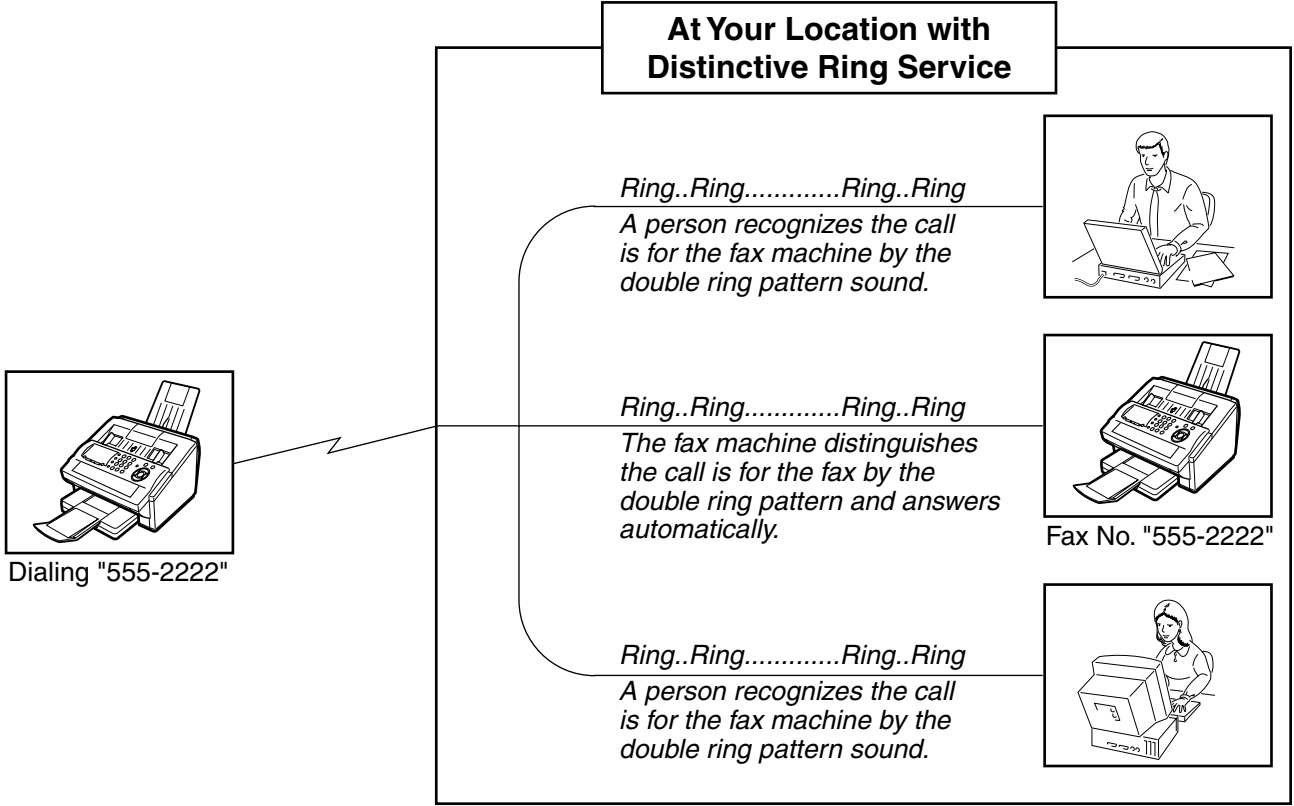 At Your Location with
Distinctive Ring Service
Ring..Ring.............Ring..Ring
A person recognizes the call
is for the fax machine by the
double ring pattern sound.
Ring..Ring.............Ring..Ring
The fax machine distinguishes
the call is for the fax by the
double ring pattern and answers
automatically.
Fax No. "555-2222"
Dialing "555-2222"
Ring..Ring.............Ring..Ring
A person recognizes the call
is for the fax machine by the
double ring pattern sound.